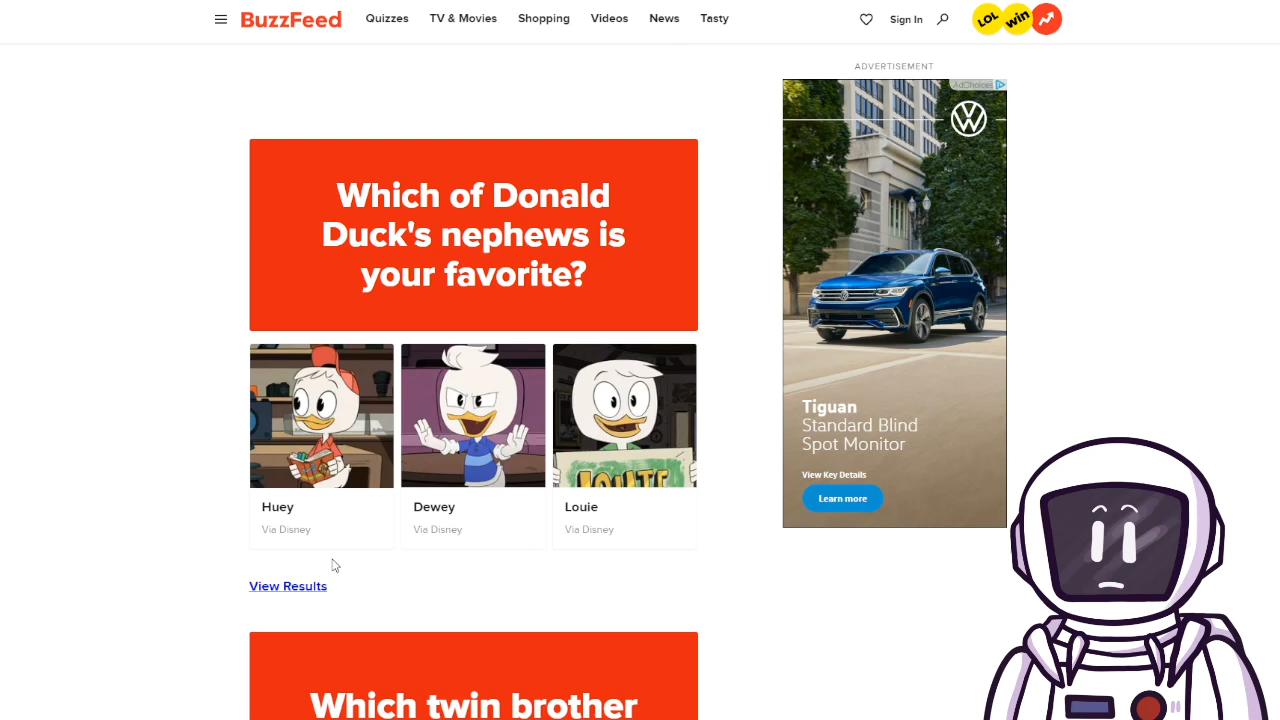 BuzzFeed
Quizzes
TV & Movies
Shopping
Videos
News
Tasty
Sign In
LOL
win
ADVERTISEMENT
AdChoices
Which of Donald
Duck's nephews is
your favorite?
Huey
Via Disney
Dewey
Via Disney
LOUIE
Louie
Via Disney
Tiguan
Standard Blind
Spot Monitor
View Key Details
Learn more
View Results
Which twin brother